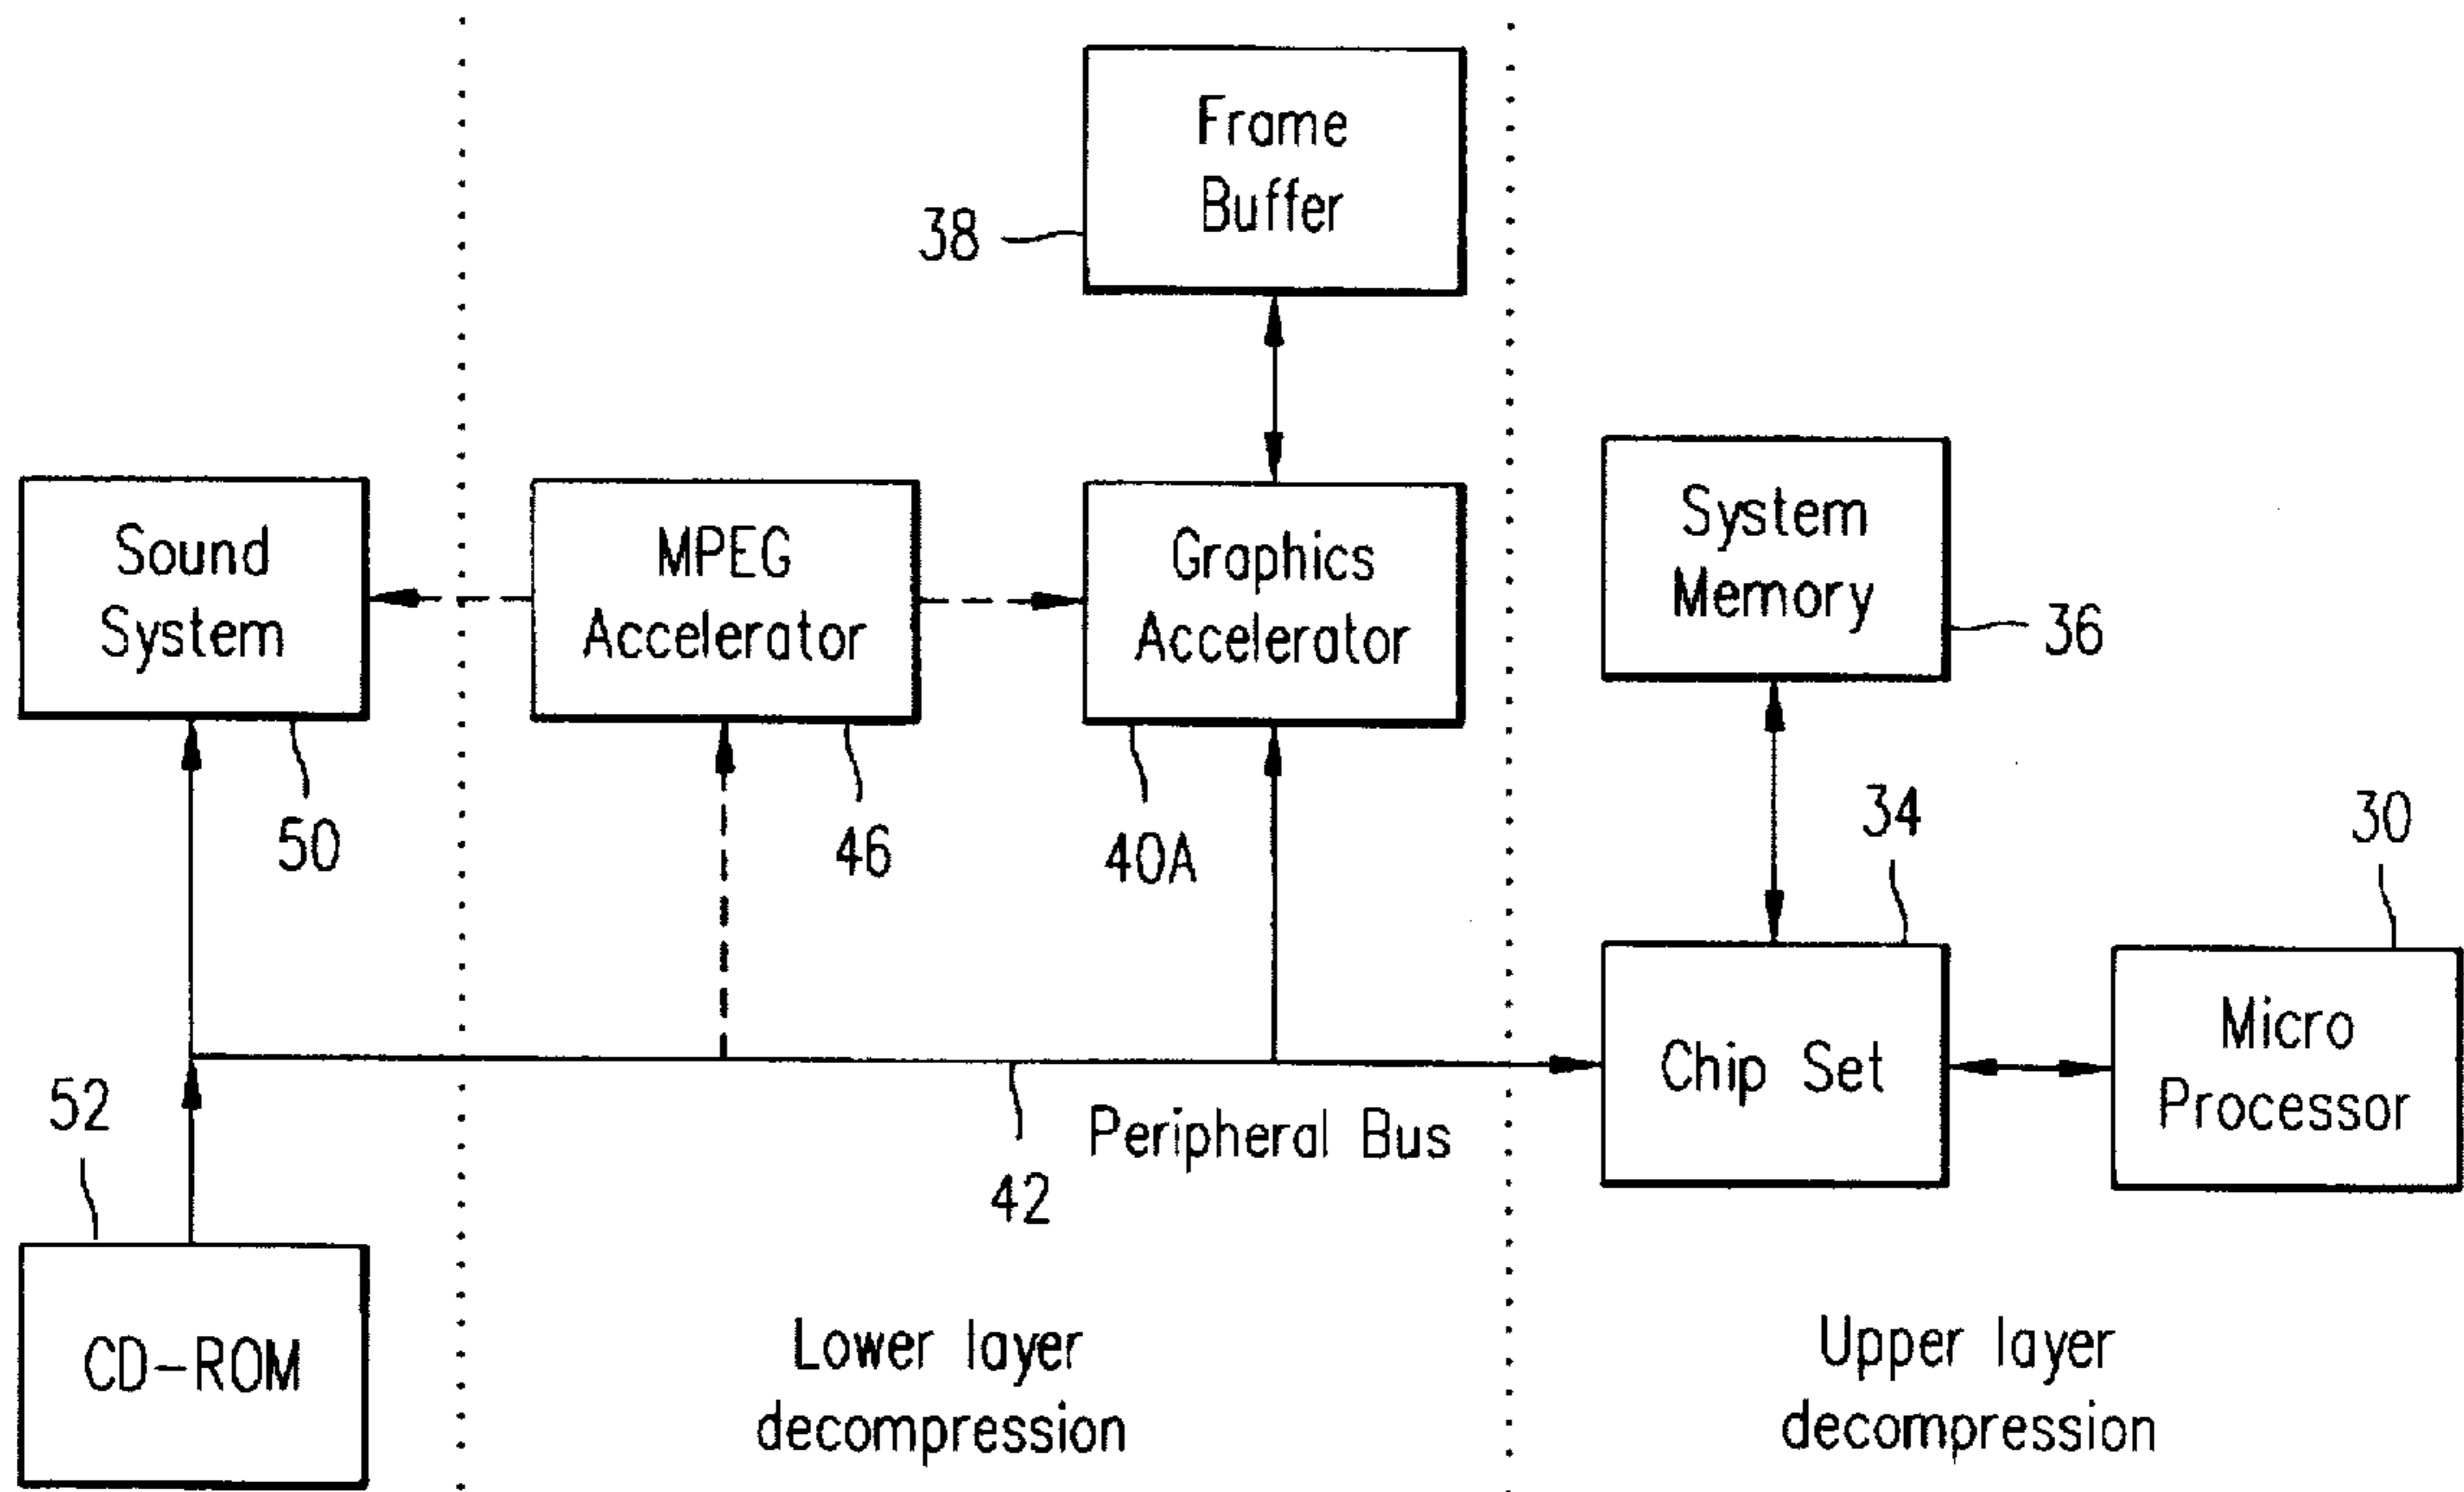 Frame
Buffer
38
Sound
System
50
MPEG
Accelerator
46
Graphics
Accelerator
40A
System
Memory
36
34
30
Chip Set
Micro
Processor
Peripheral Bus
42
52
CD-ROM
Lower layer
decompression
Upper layer
decompression